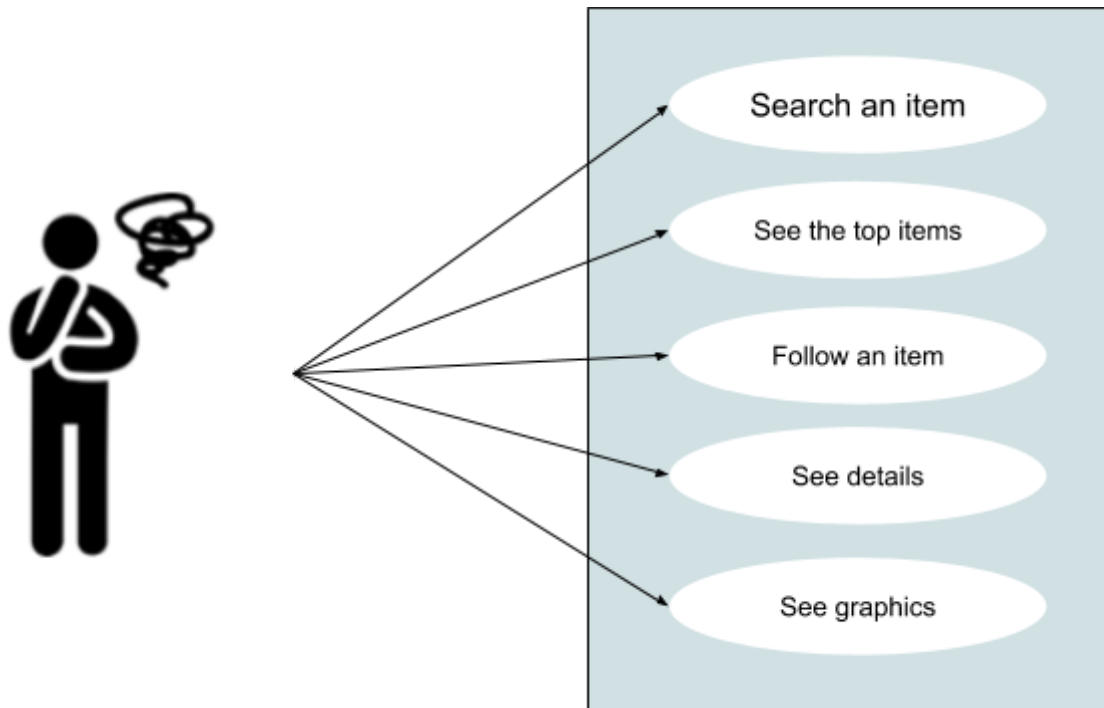 Search an item
See the top items
Follow an item
See details
See graphics